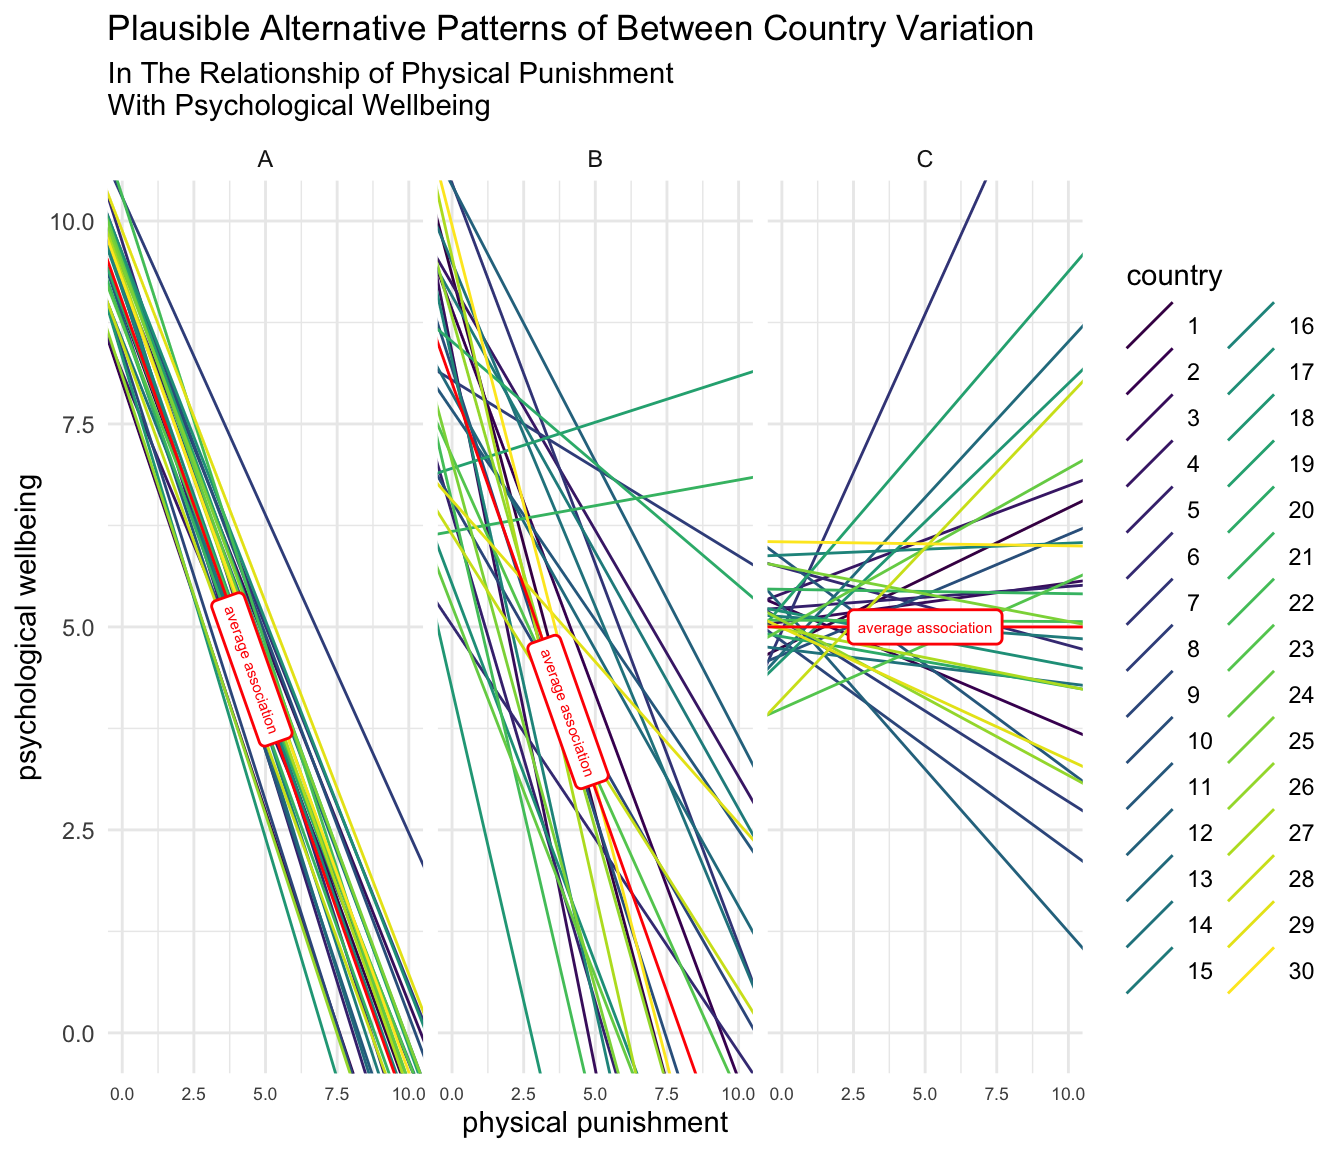 Plausible Alternative Patterns of Between Country Variation
In The Relationship of Physical Punishment
With Psychological Wellbeing
A
B
C
psychological wellbeing
10.0
7.5
5.0
2.5
0.0
average association
average association
average association
0.0 2.5 5.0 7.5 10.0
0.0 2.5 5.0 7.5 10.0
0.0 2.5 5.0 7.5 10.0
physical punishment
country
1
2
3
4
5
6
7
8
9
10
11
12
13
14
15
16
17
18
19
20
21
22
23
24
25
26
27
28
29
30